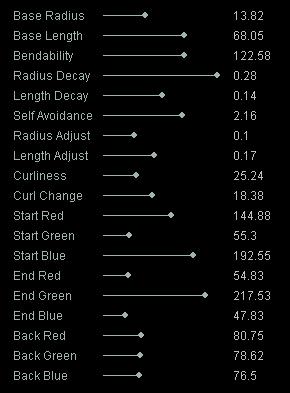 Base Radius 13.82
Base Length 68.05
Bendability 122.58
Radius Decay 0.28
Length Decay 0.14
Self Avoidance 2.16
Radius Adjust 0.1
Length Adjust 0.17
Curliness 25.24
Curl Change 18.38
Start Red 144.88
Start Green 55.3
Start Blue 192.55
End Red 54.83
End Green 217.53
End Blue 47.83
Back Red 80.75
Back Green 78.62
Back Blue 76.5